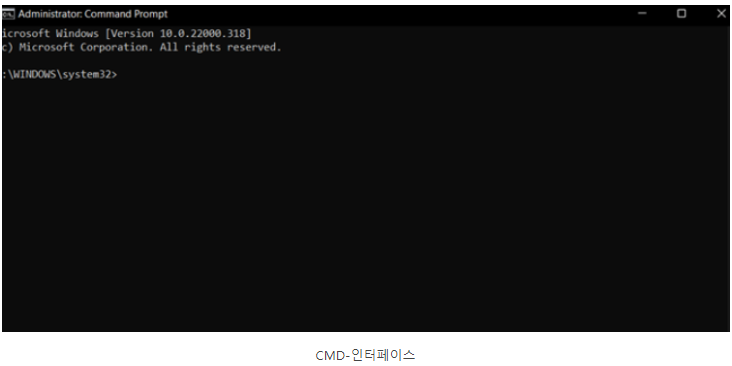 Administrator: Command Prompt
icrosoft Windows [Version 10.0.22000.318]
c) Microsoft Corporation. All rights reserved.
:\WINDOWS\system32>
CMD-인터페이스